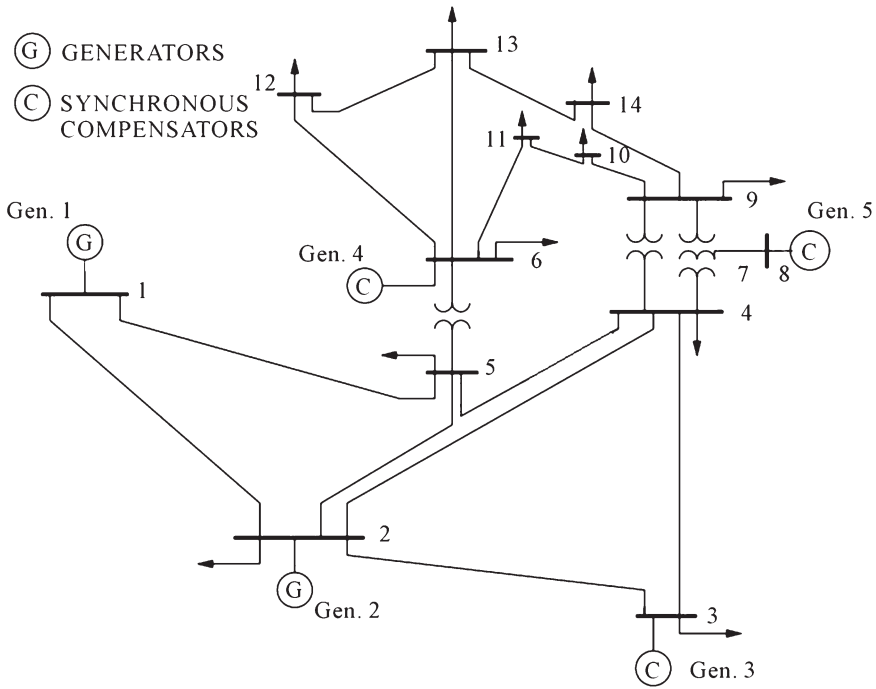 G GENERATORS
C SYNCHRONOUS
COMPENSATORS
13
12
14
11
10
9
Gen. 1
G
Gen. 5
C
Gen. 4
C
6
7
8
1
4
5
2
G
Gen. 2
3
C
Gen. 3